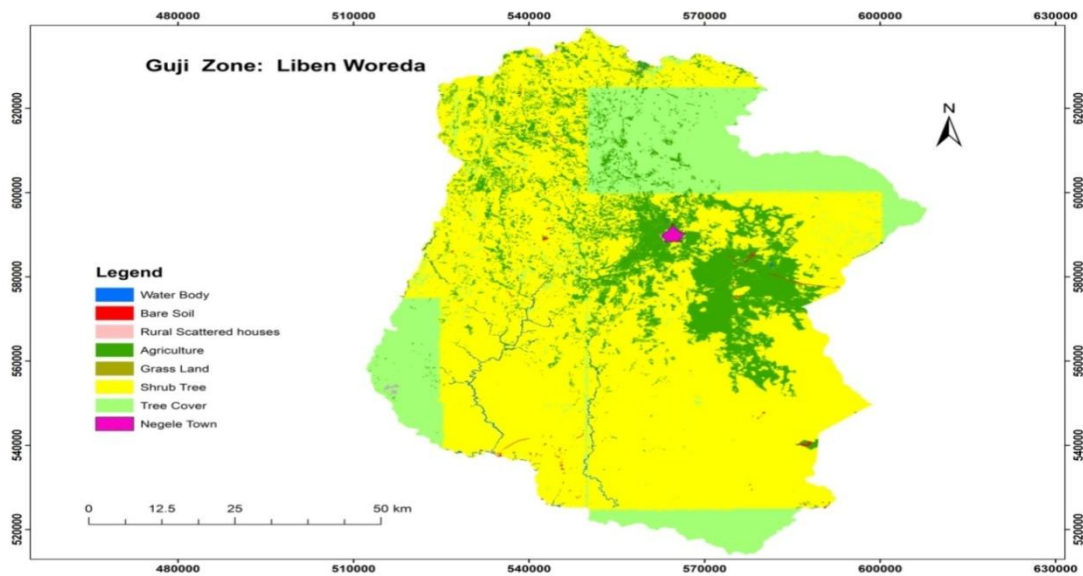 480000 510000 540000 570000 600000 630000
Guji Zone: Liben Woreda
N
620000 620000
600000 600000
580000 580000
560000 560000
540000 540000
520000 520000
Legend
Water Body
Bare Soil
Rural Scattered houses
Agriculture
Grass Land
Shrub Tree
Tree Cover
Negele Town
0 12.5 25 50 km
480000 510000 540000 570000 600000 630000